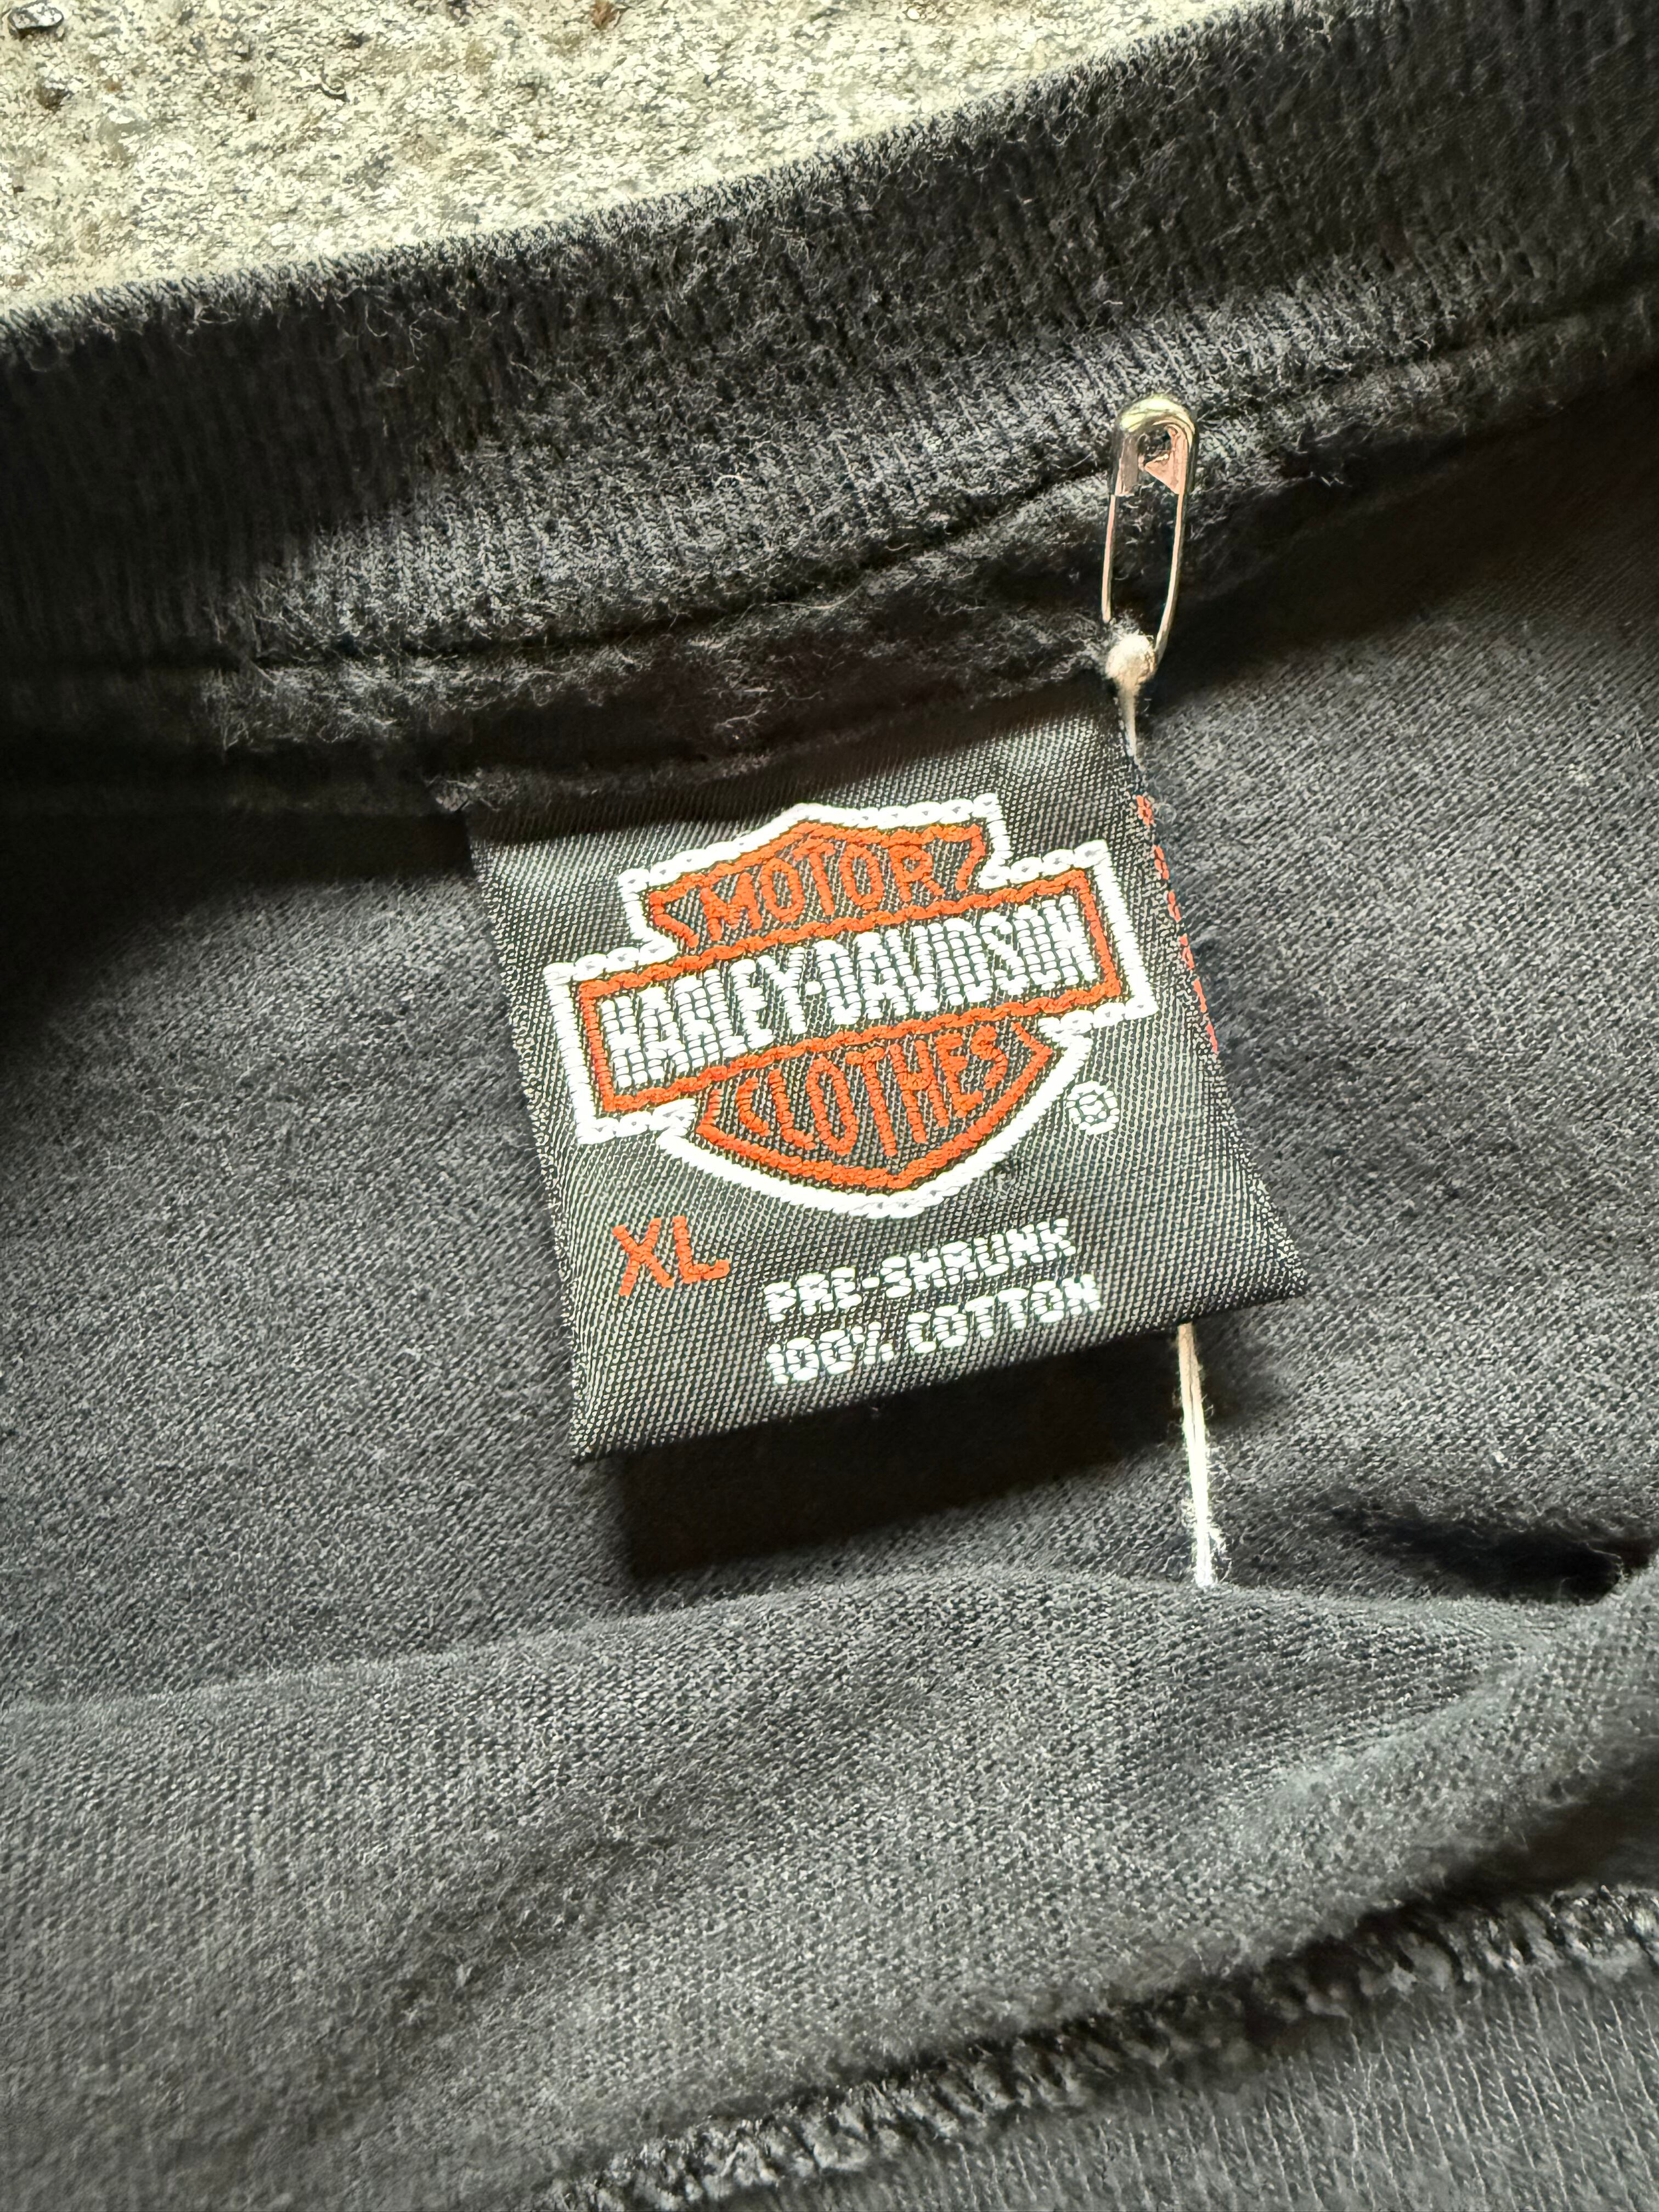 MOTOR
HARLEY-DAVIDSON
CLOTHES
®
XL
PRE-SHRUNK
100% COTTON